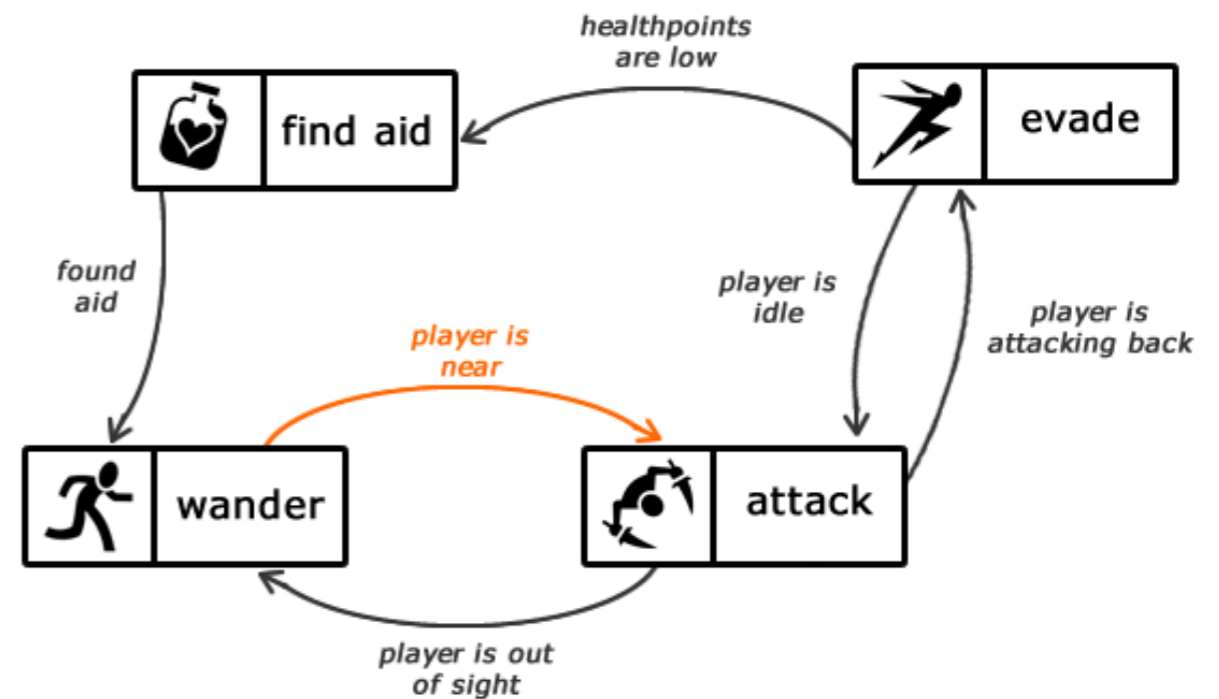 healthpoints
are low
find aid
evade
found
aid
player is
idle
player is
attacking back
player is
near
wander
attack
player is out
of sight